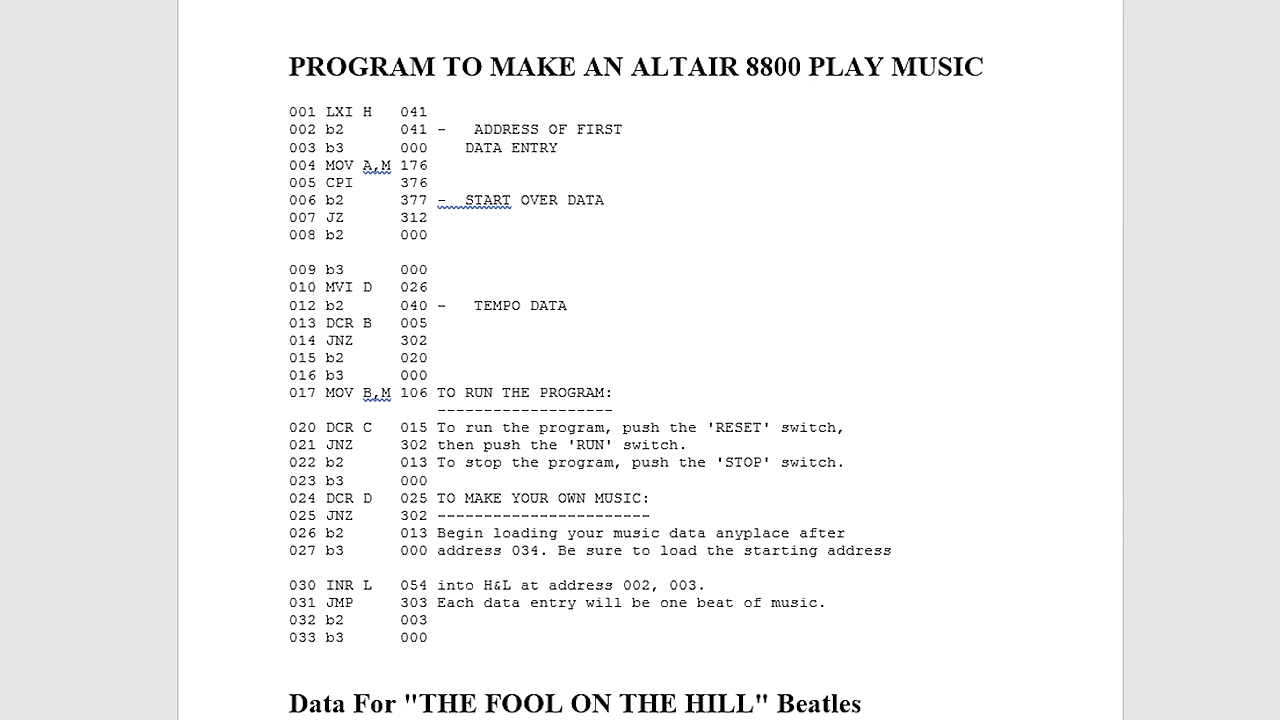 PROGRAM TO MAKE AN ALTAIR 8800 PLAY MUSIC
001 LXI H   041
002 b2      041 -   ADDRESS OF FIRST
003 b3      000    DATA ENTRY
004 MOV A,M 176
005 CPI     376
006 b2      377 -  START OVER DATA
007 JZ      312
008 b2      000
009 b3      000
010 MVI D   026
012 b2      040 -   TEMPO DATA
013 DCR B   005
014 JNZ     302
015 b2      020
016 b3      000
017 MOV B,M 106 TO RUN THE PROGRAM:
-------------------
020 DCR C   015 To run the program, push the 'RESET' switch,
021 JNZ     302 then push the 'RUN' switch.
022 b2      013 To stop the program, push the 'STOP' switch.
023 b3      000
024 DCR D   025 TO MAKE YOUR OWN MUSIC:
025 JNZ     302 -----------------------
026 b2      013 Begin loading your music data anyplace after
027 b3      000 address 034. Be sure to load the starting address
030 INR L   054 into H&L at address 002, 003.
031 JMP     303 Each data entry will be one beat of music.
032 b2      003
033 b3      000
Data For "THE FOOL ON THE HILL" Beatles